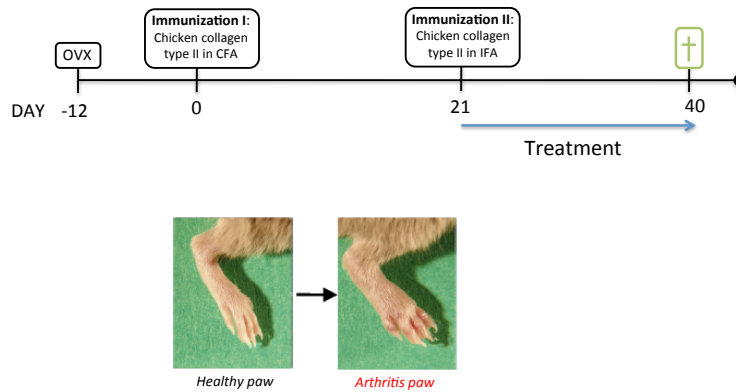 Immunization I:
Chicken collagen
type II in CFA
Immunization II:
Chicken collagen
type II in IFA
OVX
DAY -12 0 21 40
Treatment
Healthy paw
Arthritis paw